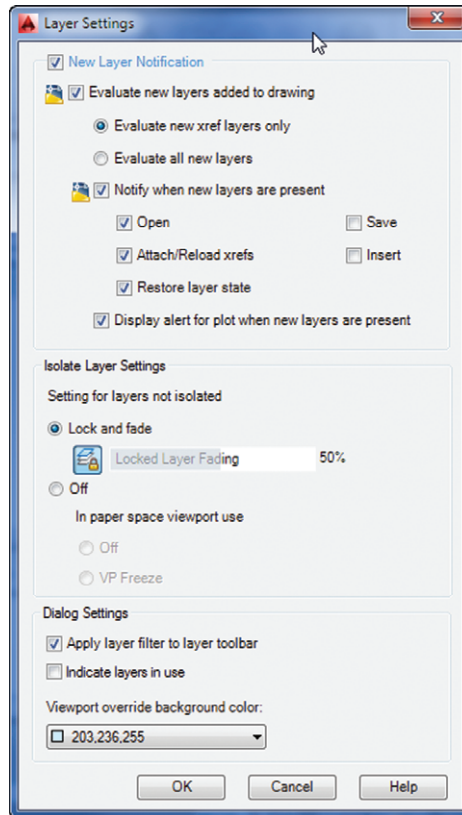 Layer Settings
New Layer Notification
Evaluate new layers added to drawing
Evaluate new xref layers only
Evaluate all new layers
Notify when new layers are present
Open Save
Attach/Reload xrefs Insert
Restore layer state
Display alert for plot when new layers are present
Isolate Layer Settings
Setting for layers not isolated
Lock and fade
Locked Layer Fading 50%
Off
In paper space viewport use
Off
VP Freeze
Dialog Settings
Apply layer filter to layer toolbar
Indicate layers in use
Viewport override background color:
203,236,255
OK Cancel Help